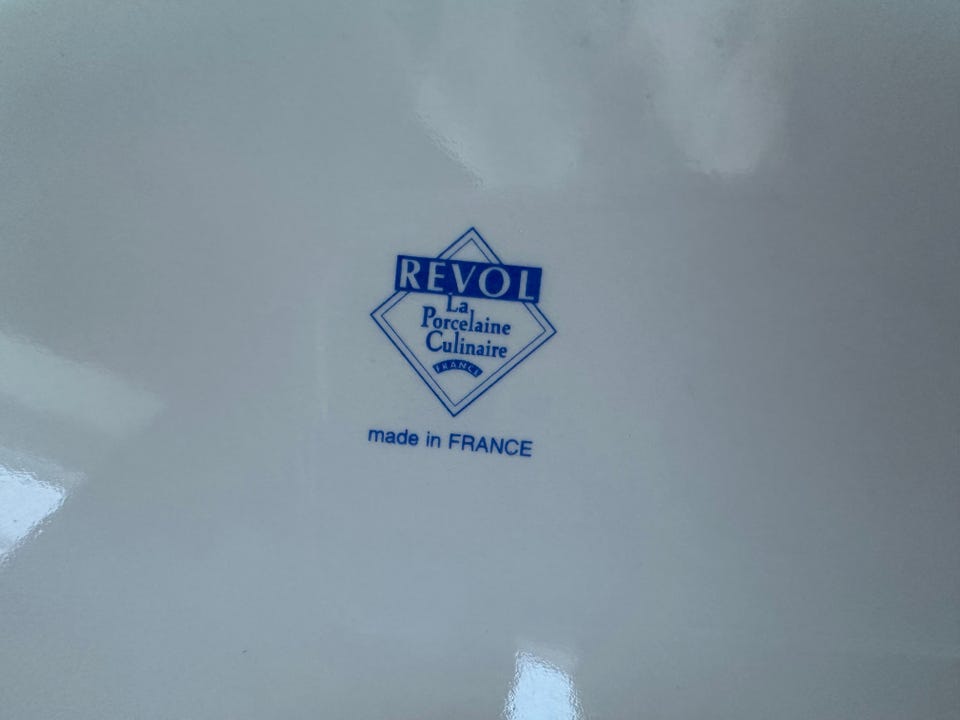 REVOL
La
Porcelaine
Culinaire
FRANCE
made in FRANCE